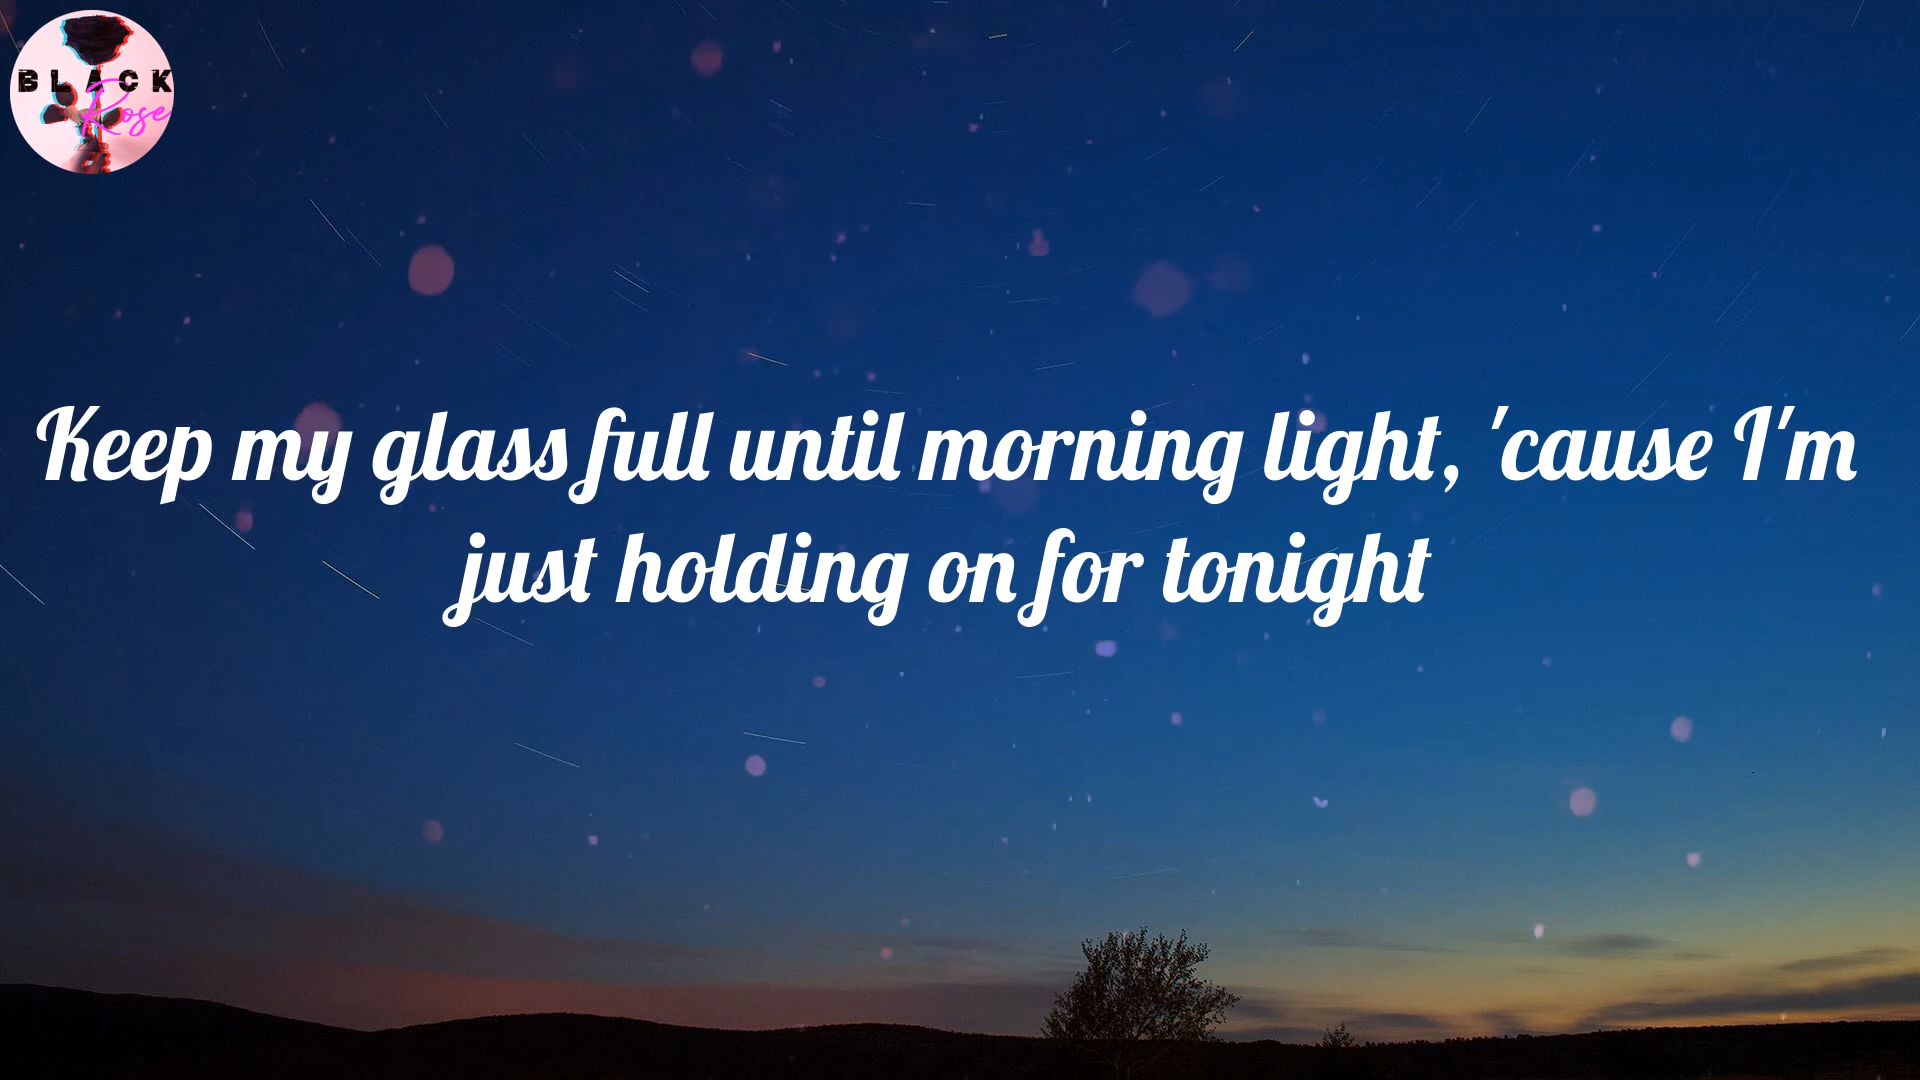 BLACK
Rose
Keep my glass full until morning light, 'cause I'm
just holding on for tonight